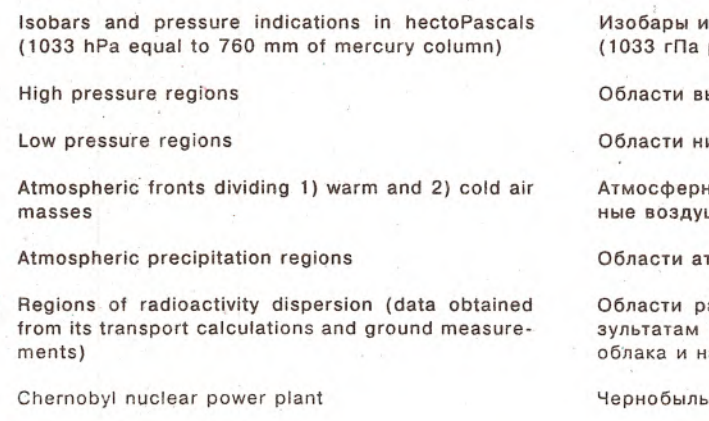 Isobars and pressure indications in hectoPascals
(1033 hPa equal to 760 mm of mercury column)
High pressure regions
Low pressure regions
Atmospheric fronts dividing 1) warm and 2) cold air
masses
Atmospheric precipitation regions
Regions of radioactivity dispersion (data obtained
from its transport calculations and ground measure-
ments)
Chernobyl nuclear power plant
Изобары и
(1033 гПа
Области
Области
ные
Области
Области
зультатам
облака и